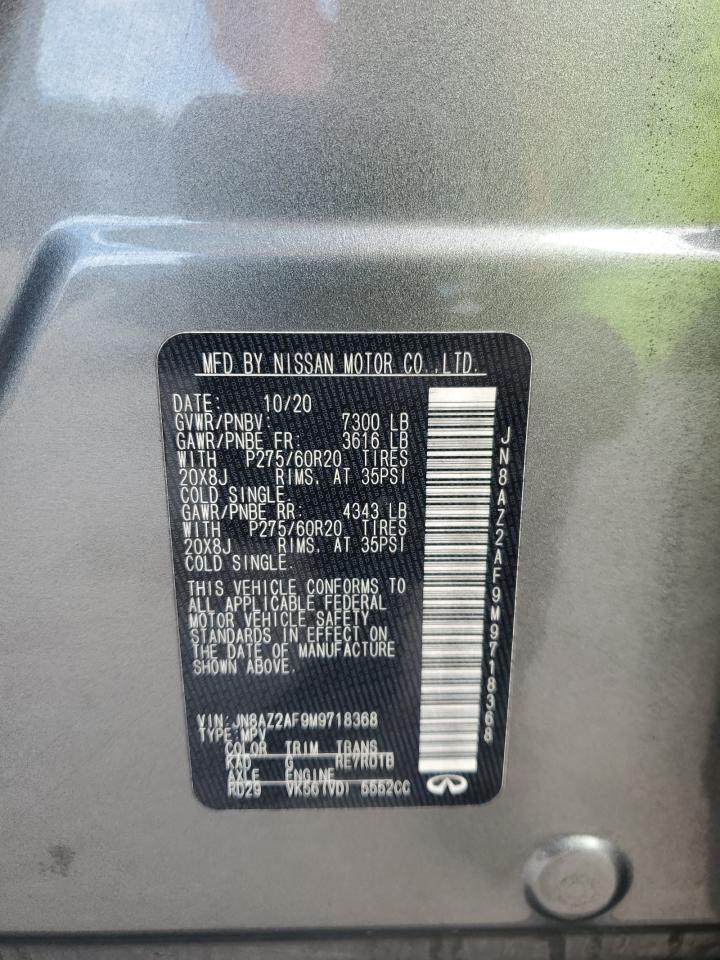 MFD BY NISSAN MOTOR CO.,LTD.
DATE: 10/20
GVWR/PNBV: 7300 LB
GAWR/PNBE FR: 3616 LB
WITH P275/60R20 TIRES
20X8J RIMS, AT 35PSI
COLD SINGLE.
GAWR/PNBE RR: 4343 LB
WITH P275/60R20 TIRES
20X8J RIMS, AT 35PSI
COLD SINGLE.
THIS VEHICLE CONFORMS TO
ALL APPLICABLE FEDERAL
MOTOR VEHICLE SAFETY
STANDARDS IN EFFECT ON
THE DATE OF MANUFACTURE
SHOWN ABOVE.
VIN:JN8AZ2AF9M9718368
TYPE:MPV
COLOR TRIM TRANS
KAD G RE7R01B
AXLE ENGINE
RD29 VK56(VD) 5552CC
JN8AZ2AF9M9718368